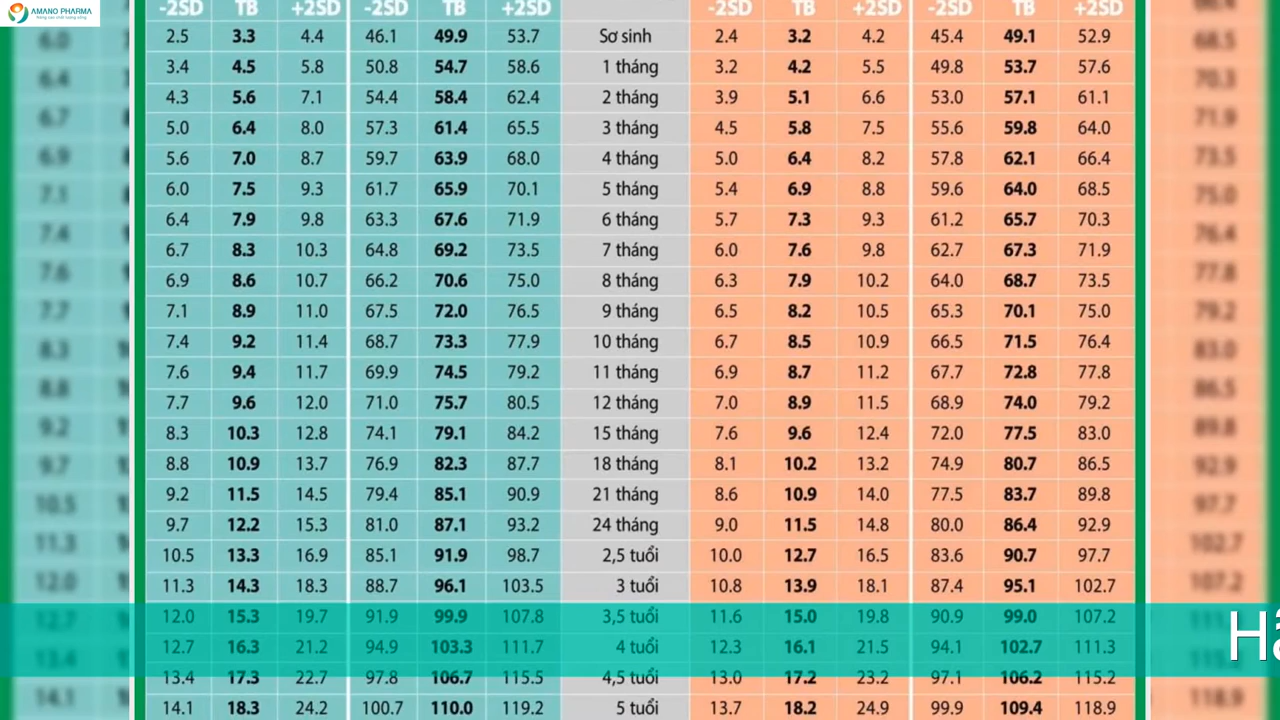 AMANO PHARMA
Nâng cao chất lượng sống
-2SD TB +2SD -2SD TB +2SD -2SD TB +2SD -2SD TB +2SD
2.5 3.3 4.4 46.1 49.9 53.7 Sơ sinh 2.4 3.2 4.2 45.4 49.1 52.9
3.4 4.5 5.8 50.8 54.7 58.6 1 tháng 3.2 4.2 5.5 49.8 53.7 57.6
4.3 5.6 7.1 54.4 58.4 62.4 2 tháng 3.9 5.1 6.6 53.0 57.1 61.1
5.0 6.4 8.0 57.3 61.4 65.5 3 tháng 4.5 5.8 7.5 55.6 59.8 64.0
5.6 7.0 8.7 59.7 63.9 68.0 4 tháng 5.0 6.4 8.2 57.8 62.1 66.4
6.0 7.5 9.3 61.7 65.9 70.1 5 tháng 5.4 6.9 8.8 59.6 64.0 68.5
6.4 7.9 9.8 63.3 67.6 71.9 6 tháng 5.7 7.3 9.3 61.2 65.7 70.3
6.7 8.3 10.3 64.8 69.2 73.5 7 tháng 6.0 7.6 9.8 62.7 67.3 71.9
6.9 8.6 10.7 66.2 70.6 75.0 8 tháng 6.3 7.9 10.2 64.0 68.7 73.5
7.1 8.9 11.0 67.5 72.0 76.5 9 tháng 6.5 8.2 10.5 65.3 70.1 75.0
7.4 9.2 11.4 68.7 73.3 77.9 10 tháng 6.7 8.5 10.9 66.5 71.5 76.4
7.6 9.4 11.7 69.9 74.5 79.2 11 tháng 6.9 8.7 11.2 67.7 72.8 77.8
7.7 9.6 12.0 71.0 75.7 80.5 12 tháng 7.0 8.9 11.5 68.9 74.0 79.2
8.3 10.3 12.8 74.1 79.1 84.2 15 tháng 7.6 9.6 12.4 72.0 77.5 83.0
8.8 10.9 13.7 76.9 82.3 87.7 18 tháng 8.1 10.2 13.2 74.9 80.7 86.5
9.2 11.5 14.5 79.4 85.1 90.9 21 tháng 8.6 10.9 14.0 77.5 83.7 89.8
9.7 12.2 15.3 81.0 87.1 93.2 24 tháng 9.0 11.5 14.8 80.0 86.4 92.9
10.5 13.3 16.9 85.1 91.9 98.7 2,5 tuổi 10.0 12.7 16.5 83.6 90.7 97.7
11.3 14.3 18.3 88.7 96.1 103.5 3 tuổi 10.8 13.9 18.1 87.4 95.1 102.7
12.0 15.3 19.7 91.9 99.9 107.8 3,5 tuổi 11.6 15.0 19.8 90.9 99.0 107.2
12.7 16.3 21.2 94.9 103.3 111.7 4 tuổi 12.3 16.1 21.5 94.1 102.7 111.3
13.4 17.3 22.7 97.8 106.7 115.5 4,5 tuổi 13.0 17.2 23.2 97.1 106.2 115.2
14.1 18.3 24.2 100.7 110.0 119.2 5 tuổi 13.7 18.2 24.9 99.9 109.4 118.9